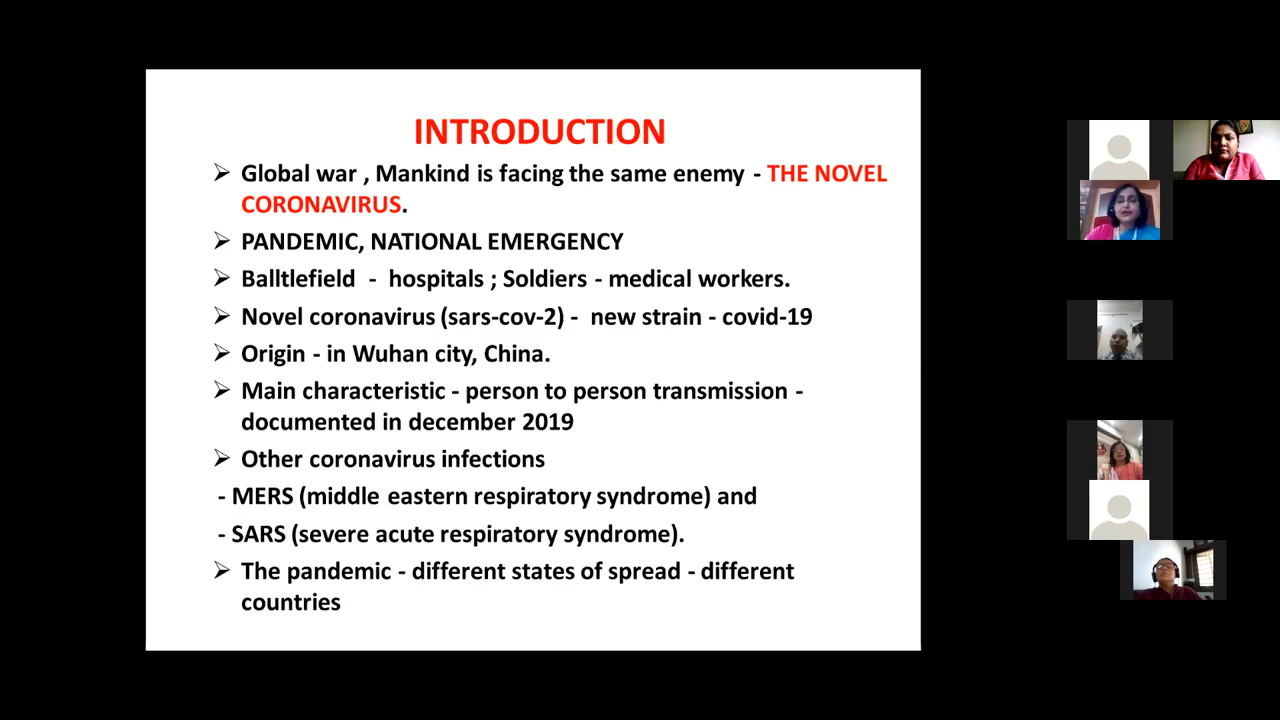 INTRODUCTION
➢ Global war , Mankind is facing the same enemy - THE NOVEL
CORONAVIRUS.
➢ PANDEMIC, NATIONAL EMERGENCY
➢ Balltlefield - hospitals ; Soldiers - medical workers.
➢ Novel coronavirus (sars-cov-2) - new strain - covid-19
➢ Origin - in Wuhan city, China.
➢ Main characteristic - person to person transmission -
documented in december 2019
➢ Other coronavirus infections
- MERS (middle eastern respiratory syndrome) and
- SARS (severe acute respiratory syndrome).
➢ The pandemic - different states of spread - different
countries